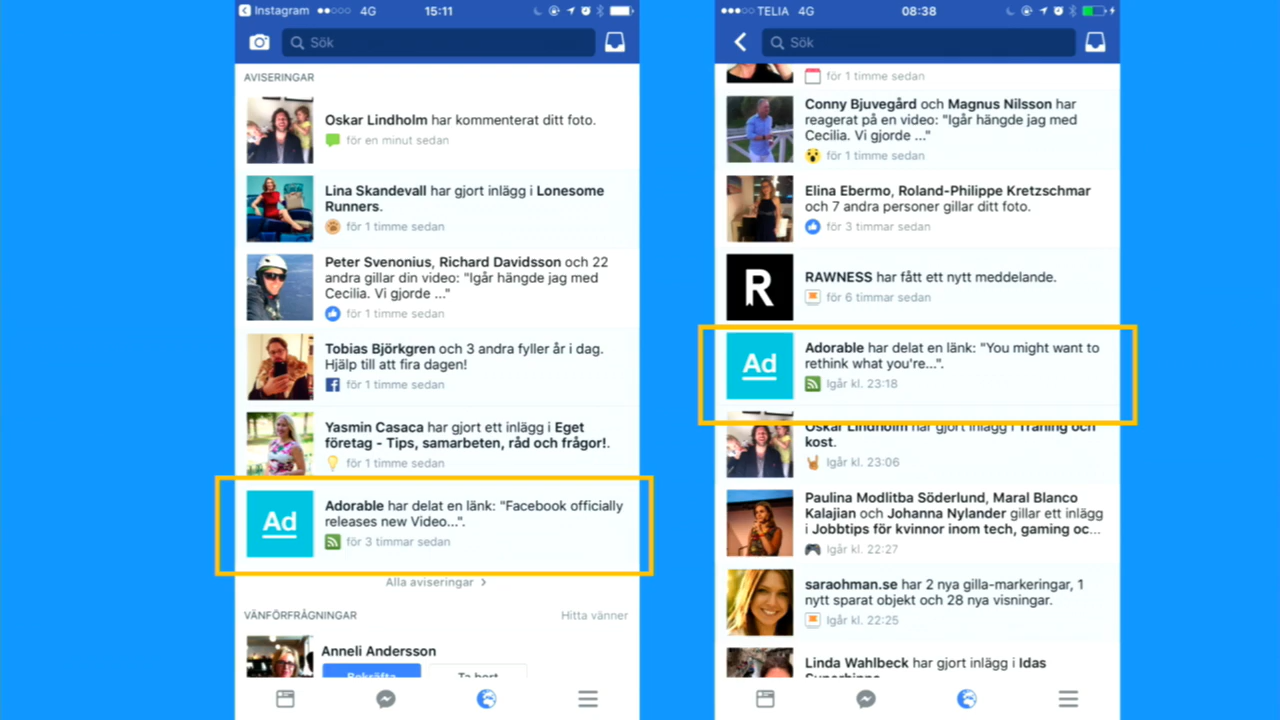 Instagram
4G
15:11
Sök
AVISERINGAR
Oskar Lindholm har kommenterat ditt foto.
för en minut sedan
Lina Skandevall har gjort inlägg i Lonesome
Runners.
för 1 timme sedan
Peter Svenonius, Richard Davidsson och 22
andra gillar din video: "Igår hängde jag med
Cecilia. Vi gjorde ..."
för 1 timme sedan
Tobias Björkgren och 3 andra fyller år i dag.
Hjälp till att fira dagen!
för 1 timme sedan
Yasmin Casaca har gjort ett inlägg i Eget
företag - Tips, samarbeten, råd och frågor!.
för 1 timme sedan
Ad
Adorable har delat en länk: "Facebook officially
releases new Video...".
för 3 timmar sedan
Alla aviseringar
VÄNFÖRFRÅGNINGAR
Hitta vänner
Anneli Andersson
Bekräfta
Ta bort
TELIA 4G
08:38
Sök
för 1 timme sedan
Conny Bjuvegård och Magnus Nilsson har
reagerat på en video: "Igår hängde jag med
Cecilia. Vi gjorde ..."
för 1 timme sedan
Elina Ebermo, Roland-Philippe Kretzschmar
och 7 andra personer gillar ditt foto.
för 3 timmar sedan
R
RAWNESS har fått ett nytt meddelande.
för 6 timmar sedan
Ad
Adorable har delat en länk: "You might want to
rethink what you're...".
Igår kl. 23:18
Oskar Lindholm har gjort inlägg i Träning och
kost.
Igår kl. 23:06
Paulina Modlitba Söderlund, Maral Blanco
Kalajian och Johanna Nylander gillar ett inlägg
i Jobbtips för kvinnor inom tech, gaming oc...
Igår kl. 22:27
saraohman.se har 2 nya gilla-markeringar, 1
nytt sparat objekt och 28 nya visningar.
Igår kl. 22:25
Linda Wahlbeck har gjort inlägg i Idas